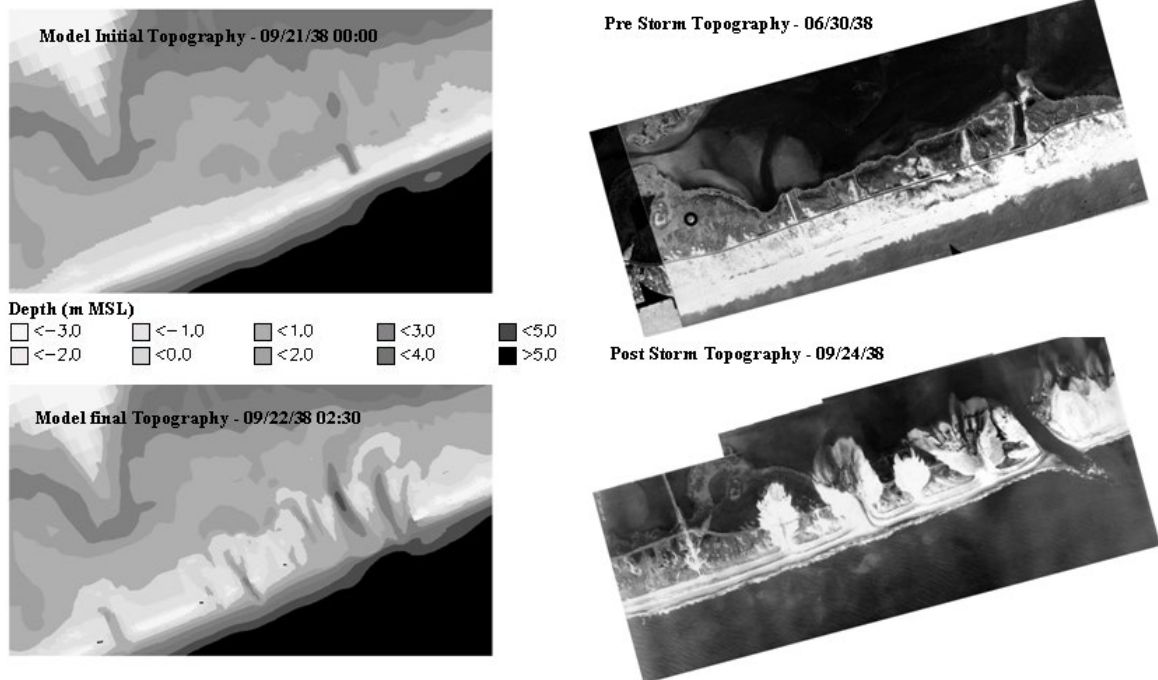 Model Initial Topography - 09/21/38 00:00
Pre Storm Topography - 06/30/38
Depth (m MSL)
<-3.0 <-1.0 <1.0 <3.0 <5.0
<-2.0 <0.0 <2.0 <4.0 >5.0
Model final Topography - 09/22/38 02:30
Post Storm Topography - 09/24/38